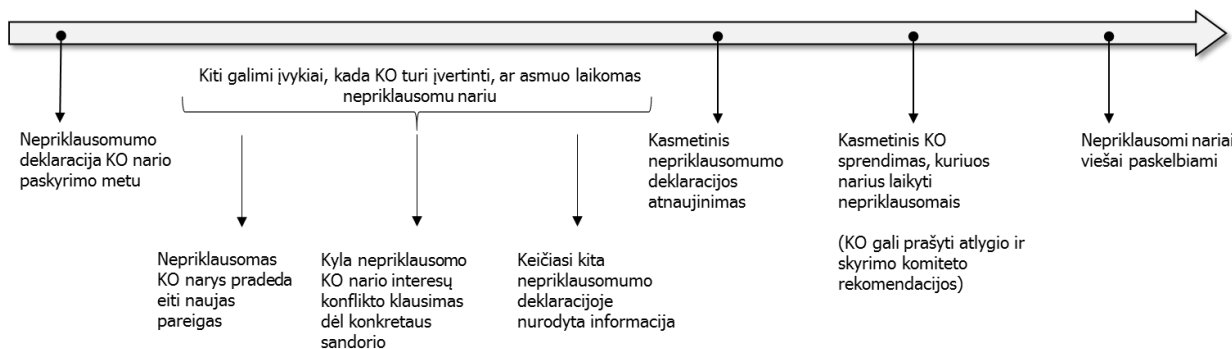 Kiti galimi įvykiai, kada KO turi įvertinti, ar asmuo laikomas
nepriklausomu nariu
Nepriklausomumo
deklaracija KO nario
paskyrimo metu
Nepriklausomas
KO narys pradeda
eiti naujas
pareigas
Kyla nepriklausomo
KO nario interesų
konflikto klausimas
dėl konkretaus
sandorio
Keičiasi kita
nepriklausomumo
deklaracijoje
nurodyta informacija
Kasmetinis
nepriklausomumo
deklaracijos
atnaujinimas
Kasmetinis KO
sprendimas, kuriuos
narius laikyti
nepriklausomais
(KO gali prašyti atlygio ir
skyrimo komiteto
rekomendacijos)
Nepriklausomi nariai
viešai paskelbiami